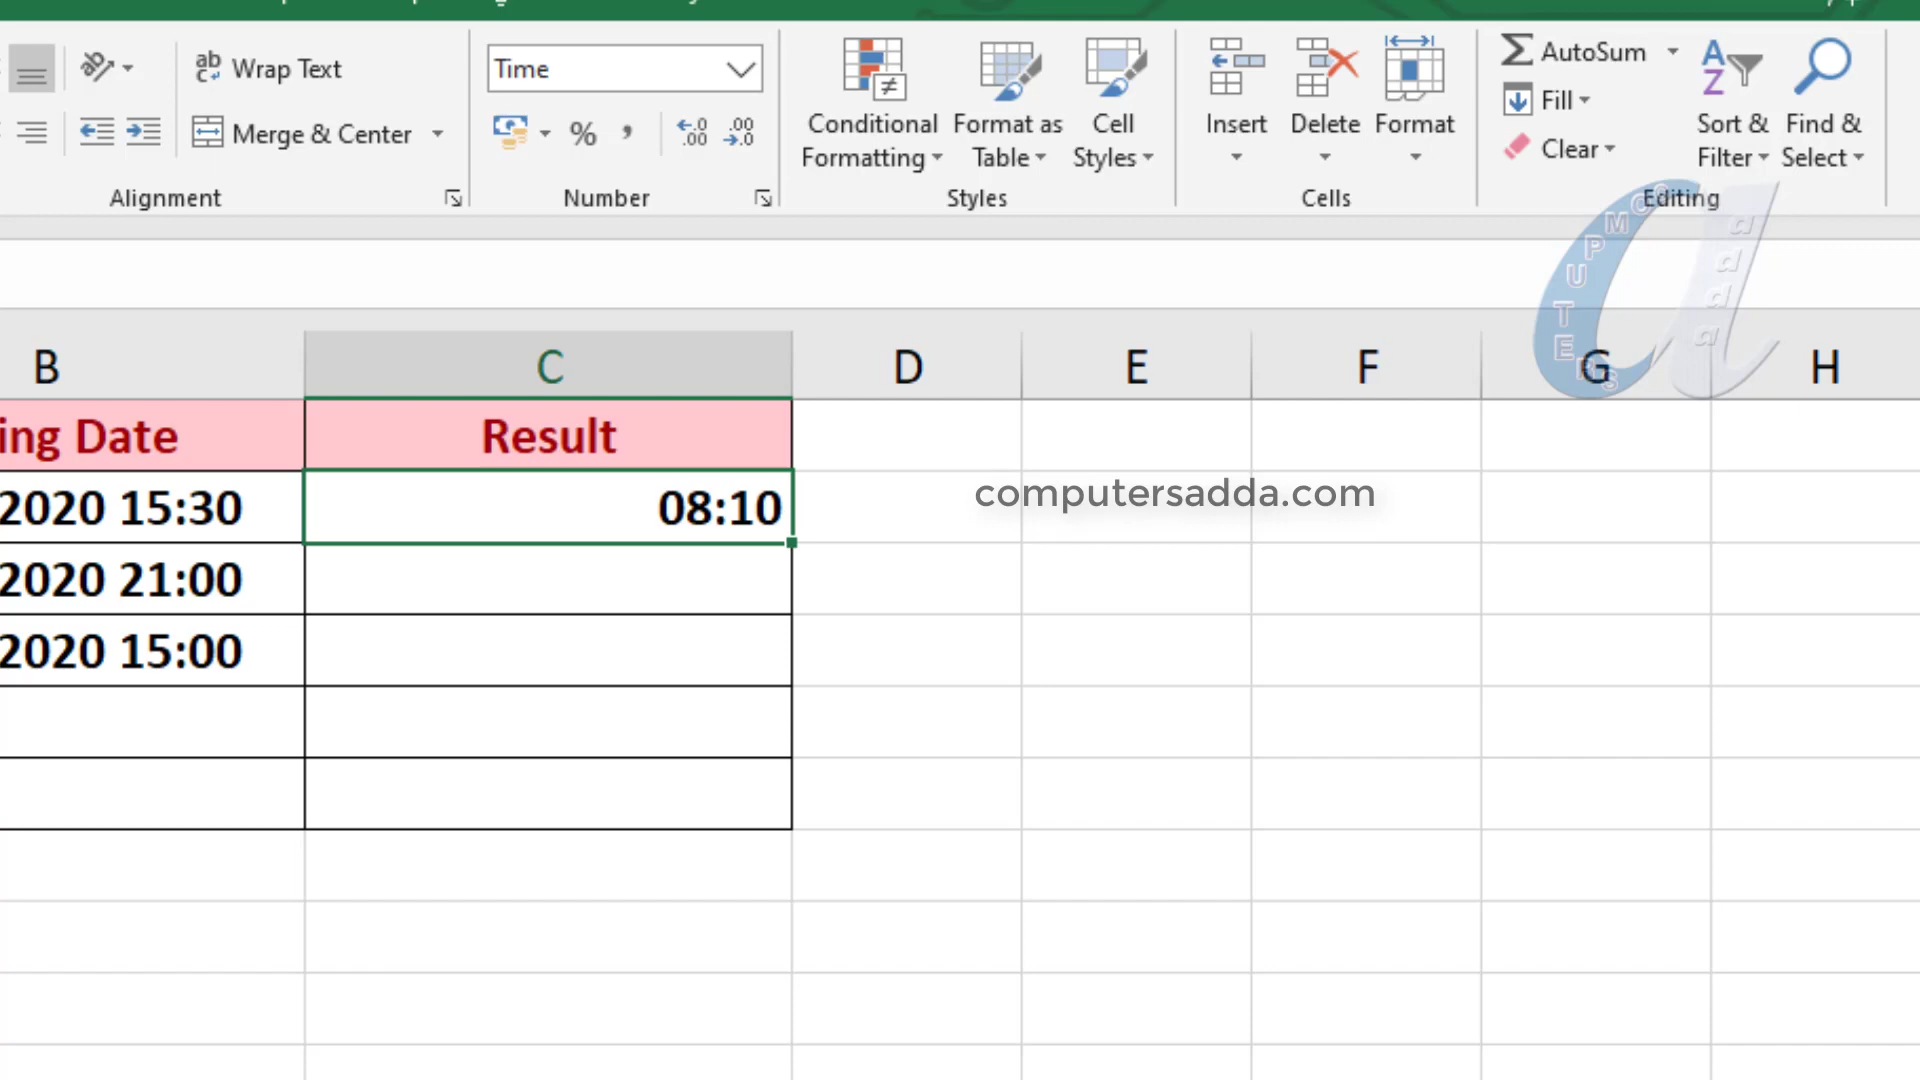 Wrap Text
Merge & Center
Alignment
Time
Number
Conditional Formatting
Format as Table
Cell Styles
Styles
Insert
Delete
Format
Cells
AutoSum
Fill
Clear
Sort & Filter
Find & Select
Editing
COMPUTERS
adda
B C D E F G H
ing Date Result
2020 15:30 08:10
computersadda.com
2020 21:00
2020 15:00